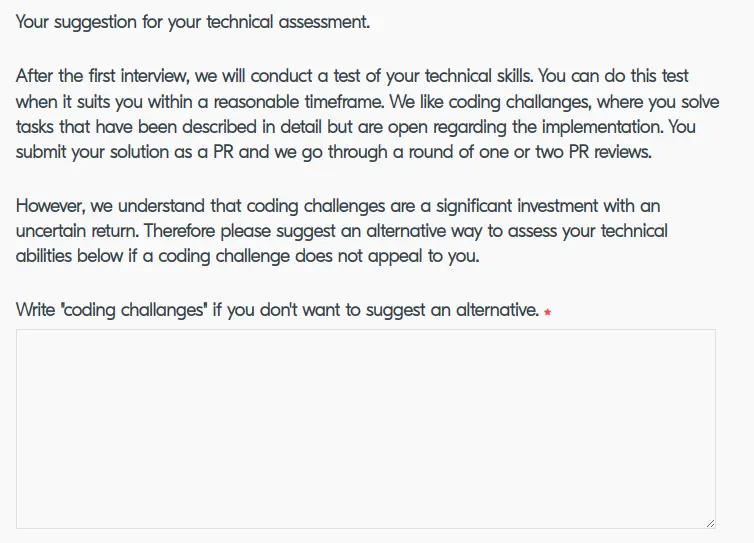 Your suggestion for your technical assessment.
After the first interview, we will conduct a test of your technical skills. You can do this test
when it suits you within a reasonable timeframe. We like coding challanges, where you solve
tasks that have been described in detail but are open regarding the implementation. You
submit your solution as a PR and we go through a round of one or two PR reviews.
However, we understand that coding challenges are a significant investment with an
uncertain return. Therefore please suggest an alternative way to assess your technical
abilities below if a coding challenge does not appeal to you.
Write "coding challanges" if you don't want to suggest an alternative. *